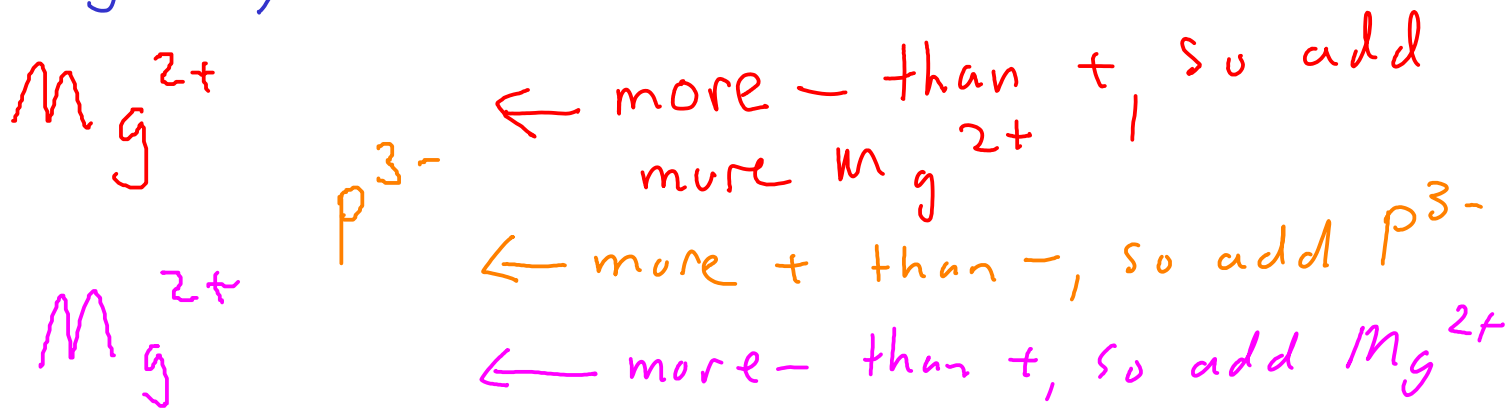 Mg²⁺ ← more – than +, so add
more Mg²⁺
P³⁻
← more + than –, so add P³⁻
Mg²⁺ ← more – than +, so add Mg²⁺